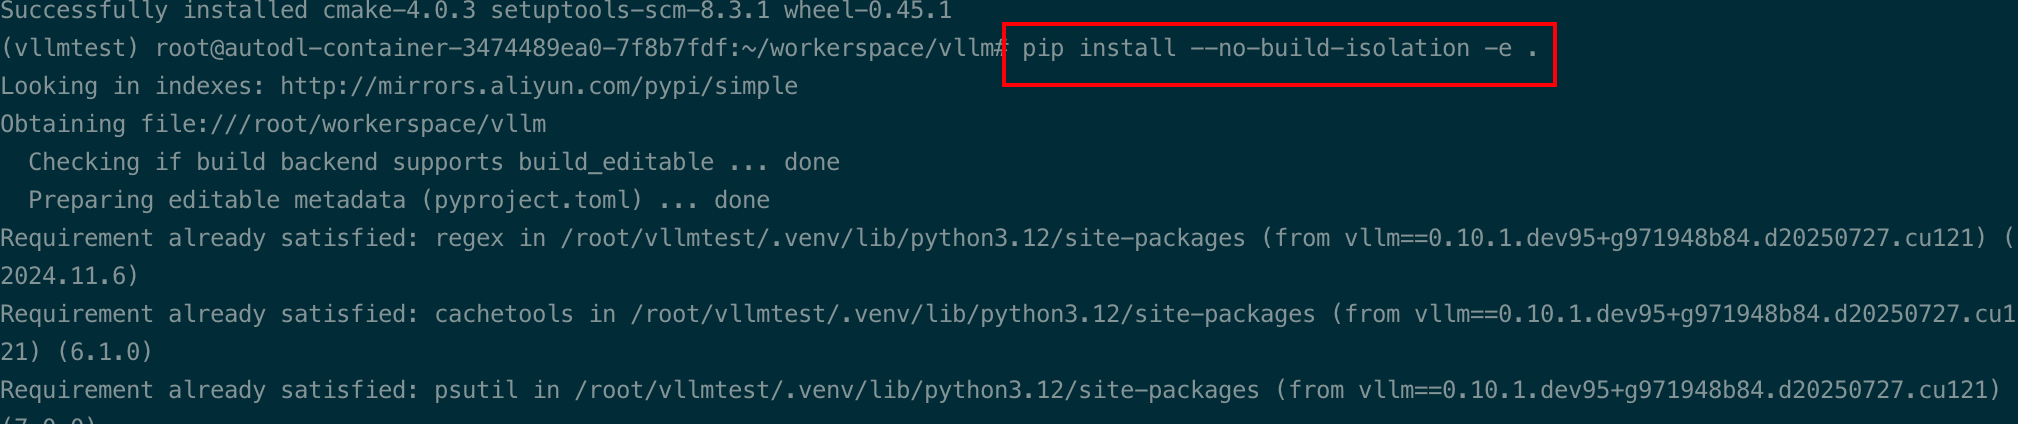 Successfully installed cmake-4.0.3 setuptools-scm-8.3.1 wheel-0.45.1
(vllmtest) root@autodl-container-3474489ea0-7f8b7fdf:~/workerspace/vllm# pip install --no-build-isolation -e .
Looking in indexes: http://mirrors.aliyun.com/pypi/simple
Obtaining file:///root/workerspace/vllm
  Checking if build backend supports build_editable ... done
  Preparing editable metadata (pyproject.toml) ... done
Requirement already satisfied: regex in /root/vllmtest/.venv/lib/python3.12/site-packages (from vllm==0.10.1.dev95+g971948b84.d20250727.cu121) (
2024.11.6)
Requirement already satisfied: cachetools in /root/vllmtest/.venv/lib/python3.12/site-packages (from vllm==0.10.1.dev95+g971948b84.d20250727.cu1
21) (6.1.0)
Requirement already satisfied: psutil in /root/vllmtest/.venv/lib/python3.12/site-packages (from vllm==0.10.1.dev95+g971948b84.d20250727.cu121)
(7.0.0)